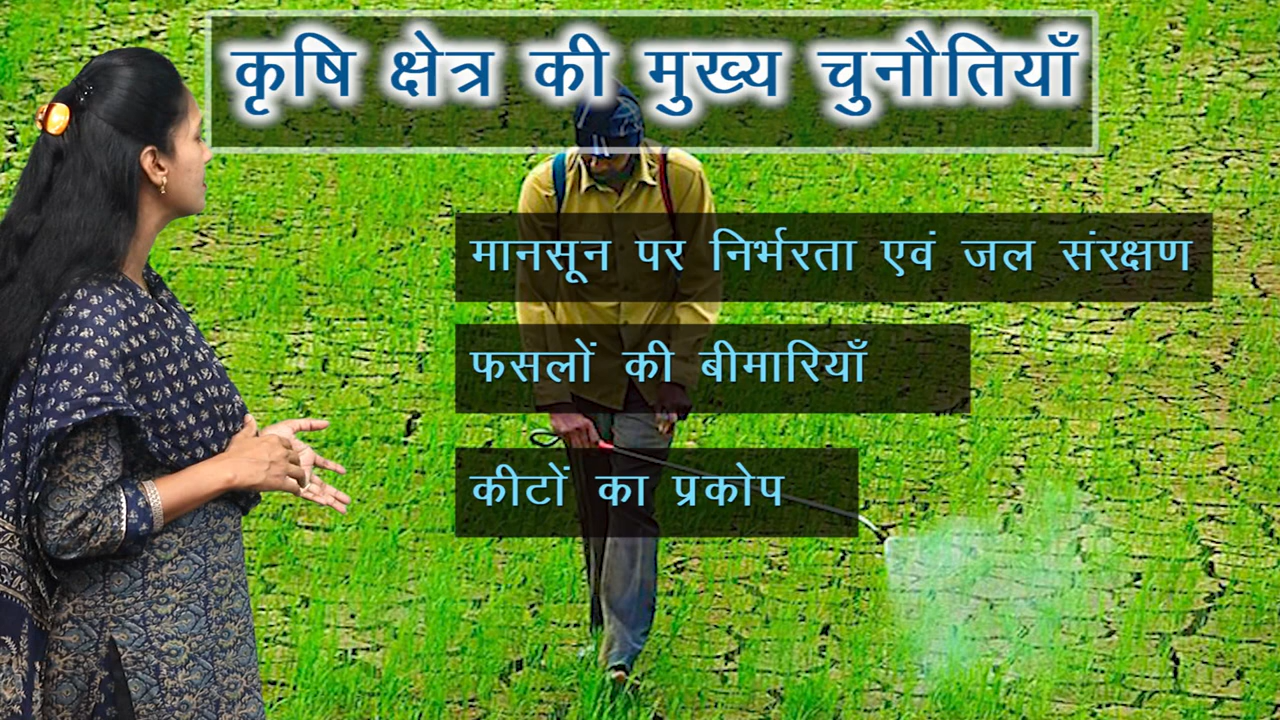 कृषि क्षेत्र की मुख्य चुनौतियाँ
मानसून पर निर्भरता एवं जल संरक्षण
फसलों की बीमारियाँ
कीटों का प्रकोप